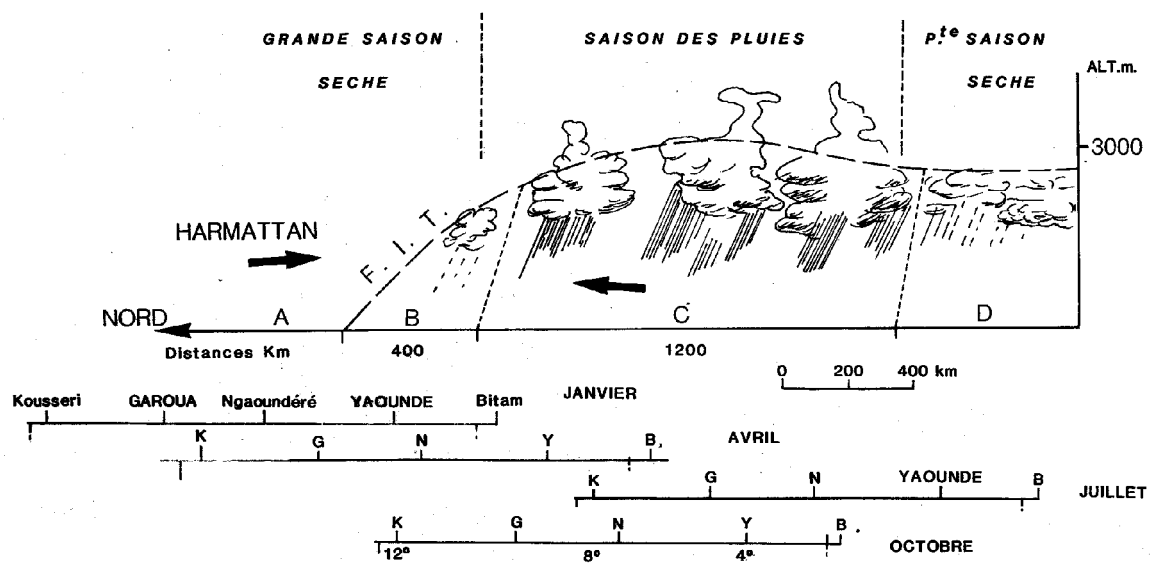 GRANDE SAISON SECHE
SAISON DES PLUIES
P.te SAISON SECHE
ALT.m.
3000
HARMATTAN
F. I. T.
NORD
A
B
C
D
Distances Km
400
1200
0 200 400 km
JANVIER
Kousseri GAROUA Ngaoundéré YAOUNDE Bitam
K G N Y B.
AVRIL
K G N YAOUNDE B
JUILLET
K G N Y B.
12° 8° 4°
OCTOBRE